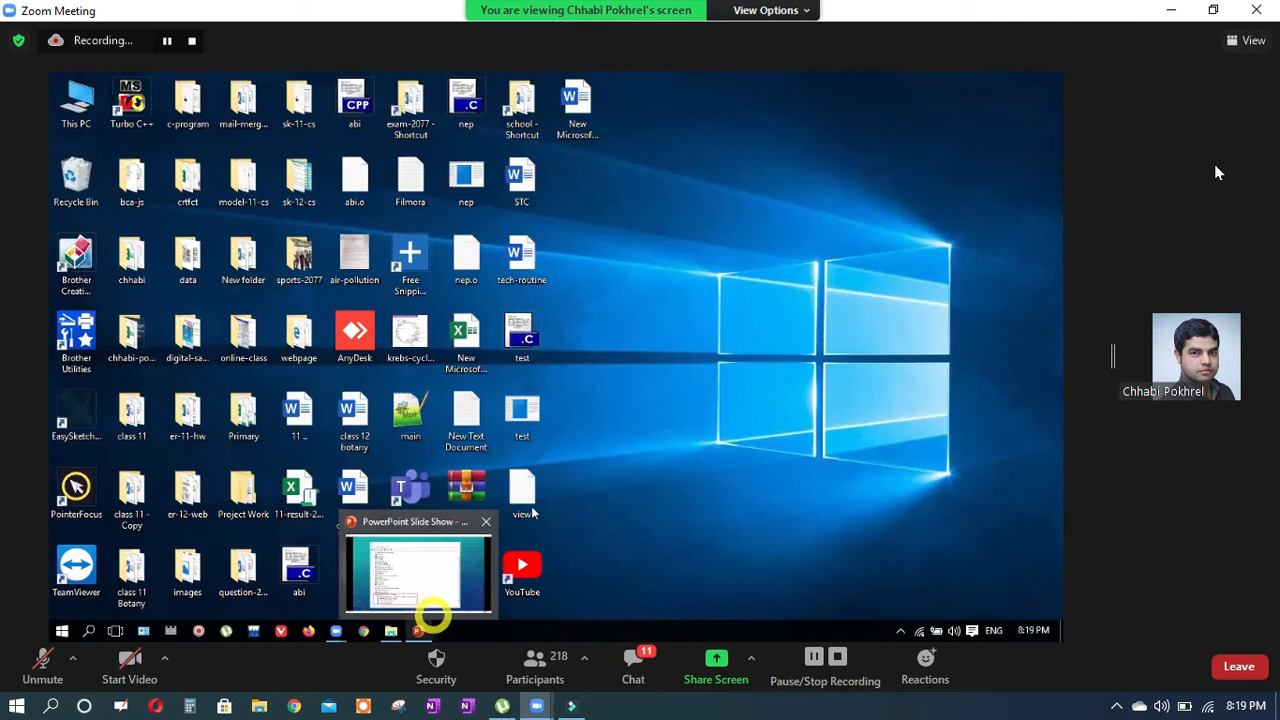 Zoom Meeting
You are viewing Chhabi Pokhrel's screen
View Options
Recording...
View
This PC
Turbo C++
c-program
mail-merg...
sk-11-cs
abi
exam-2077 - Shortcut
nep
school - Shortcut
New Microsof...
MS
CPP
.C
Recycle Bin
bca-js
crtfct
model-11-cs
sk-12-cs
abi.o
Filmora
nep
STC
Brother Creati...
chhabi
data
New folder
sports-2077
air-pollution
Free Snippi...
nep.o
tech-routine
Brother Utilities
chhabi-po...
digital-sa...
online-class
webpage
AnyDesk
krebs-cycl...
New Microsof...
test
.C
EasySketch...
class 11
er-11-hw
Primary
11 ..
class 12 botany
main
New Text Document
test
PointerFocus
class 11 - Copy
er-12-web
Project Work
11-result-2...
view
PowerPoint Slide Show - ...
TeamViewer
class 11 Botany
images
question-2...
abi
YouTube
Chhabi Pokhrel
ENG
8:19 PM
Unmute
Start Video
Security
218
Participants
11
Chat
Share Screen
Pause/Stop Recording
Reactions
Leave
8:19 PM